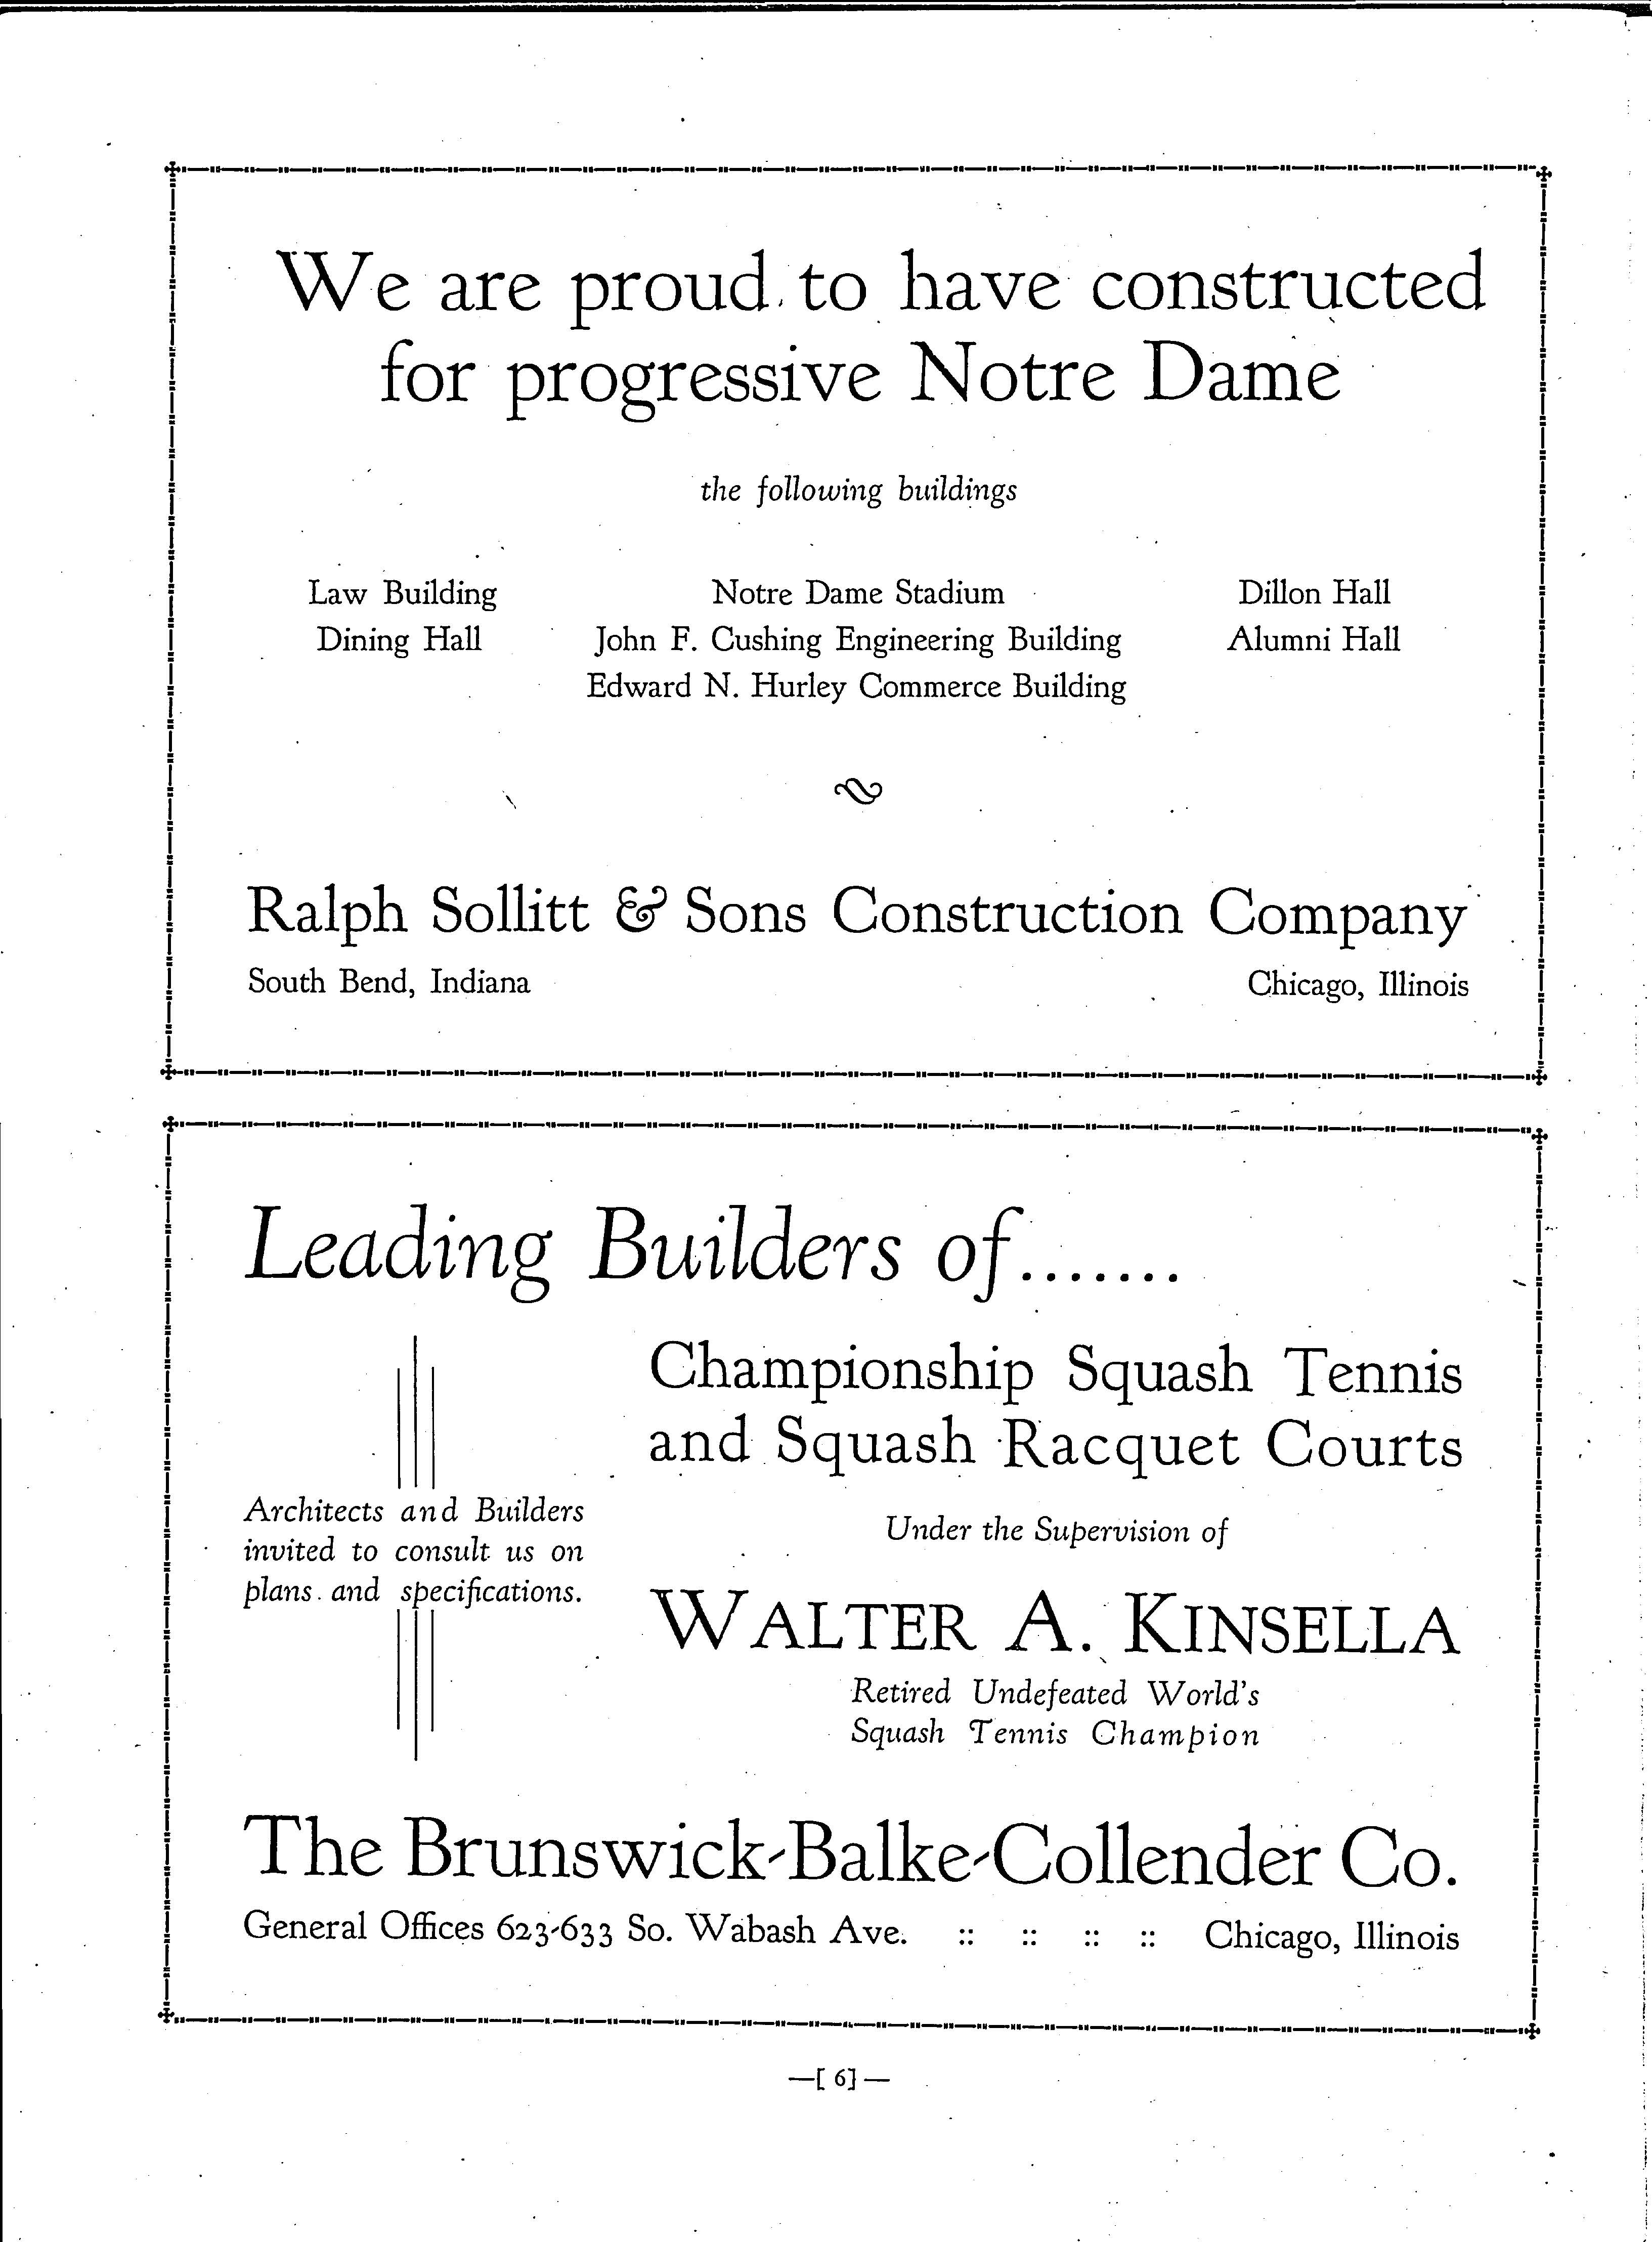 We are proud to have constructed
for progressive Notre Dame
the following buildings
Law Building
Dining Hall
Notre Dame Stadium
John F. Cushing Engineering Building
Edward N. Hurley Commerce Building
Dillon Hall
Alumni Hall
Ralph Sollitt & Sons Construction Company
South Bend, Indiana
Chicago, Illinois
Leading Builders of.......
Championship Squash Tennis
and Squash Racquet Courts
Architects and Builders
invited to consult us on
plans and specifications.
Under the Supervision of
WALTER A. KINSELLA
Retired Undefeated World's
Squash Tennis Champion
The Brunswick-Balke-Collender Co.
General Offices 623-633 So. Wabash Ave. :: :: :: :: Chicago, Illinois
—[ 6] —